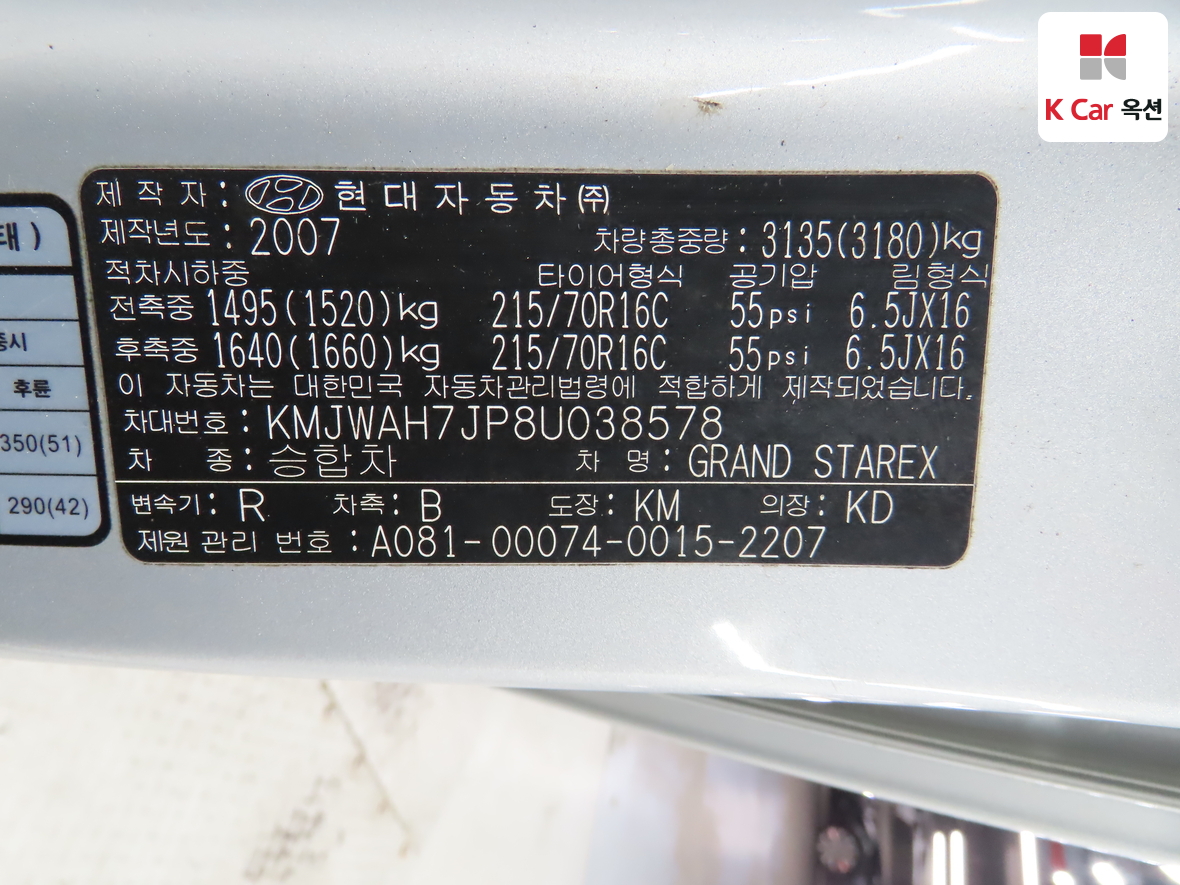 K Car 옥션
제 작 자 : 현 대 자 동 차 ㈜
제작년도 : 2007 차량총중량 : 3135(3180)kg
적차시하중 타이어형식 공기압 림형식
전축중 1495(1520)kg 215/70R16C 55psi 6.5JX16
후축중 1640(1660)kg 215/70R16C 55psi 6.5JX16
이 자동차는 대한민국 자동차관리법령에 적합하게 제작되었습니다.
차대번호 : KMJWAH7JP8U038578
차 종 : 승합차 차 명 : GRAND STAREX
변속기 : R 차축 : B 도장 : KM 의장 : KD
제원 관리 번호 : A081-00074-0015-2207
태 )
중시
후륜
350(51)
290(42)